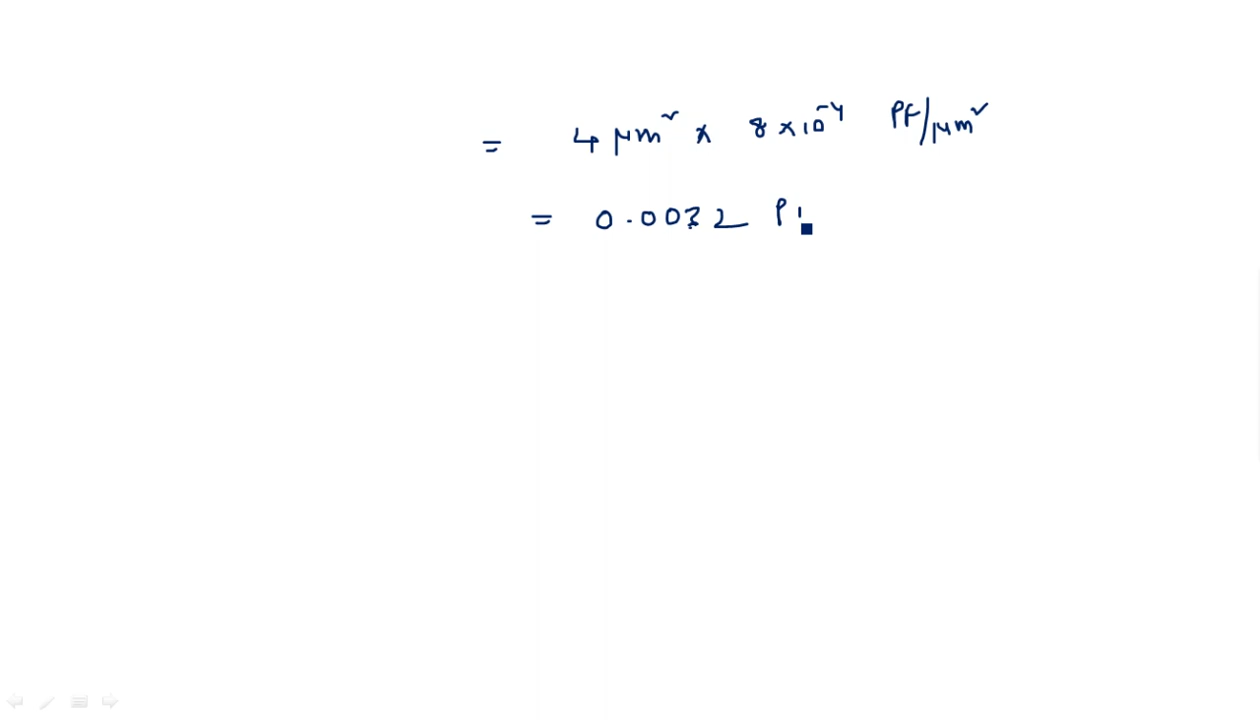 = 4 μm² × 8×10⁻⁴ PF/μm²
= 0.0032 P